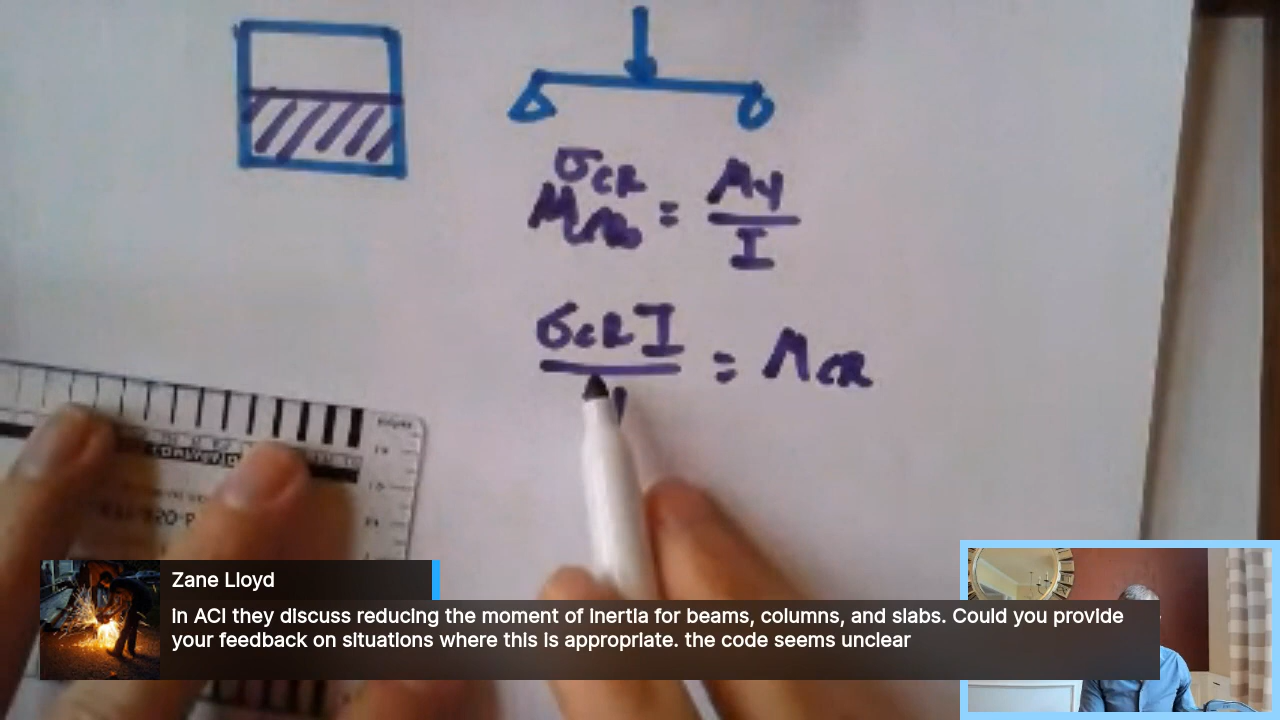 σCR
= My
I
σCR I
= MCR
Zane Lloyd
In ACI they discuss reducing the moment of inertia for beams, columns, and slabs. Could you provide
your feedback on situations where this is appropriate. the code seems unclear